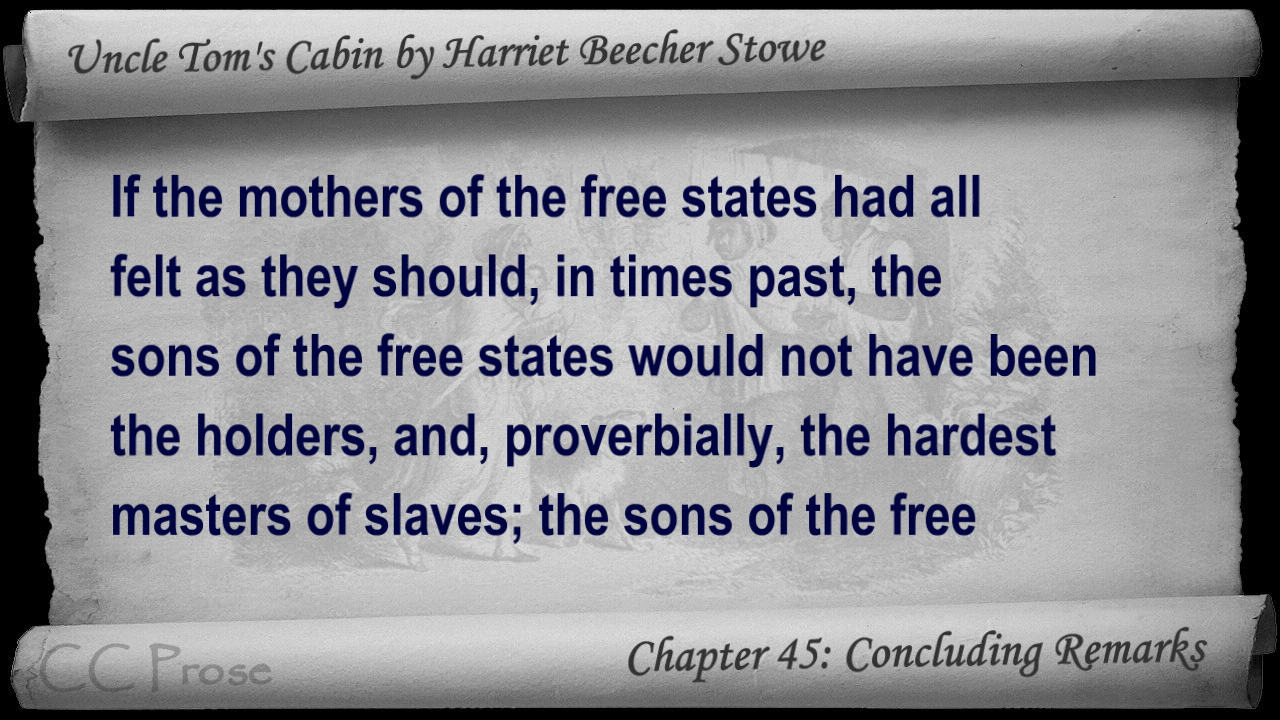 Uncle Tom's Cabin by Harriet Beecher Stowe
If the mothers of the free states had all
felt as they should, in times past, the
sons of the free states would not have been
the holders, and, proverbially, the hardest
masters of slaves; the sons of the free
CC Prose
Chapter 45: Concluding Remarks